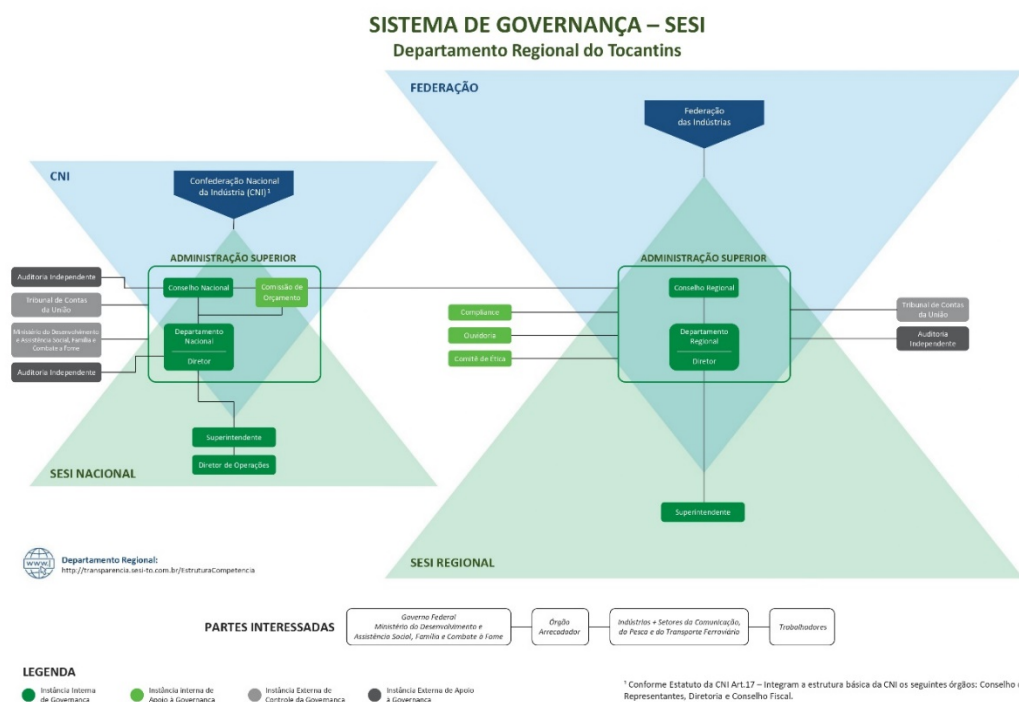 SISTEMA DE GOVERNANÇA – SESI
Departamento Regional do Tocantins
FEDERAÇÃO
Federação
das Indústrias
CNI
Confederação Nacional
da Indústria (CNI)¹
ADMINISTRAÇÃO SUPERIOR
Auditoria Independente
Conselho Nacional
Comissão de
Orçamento
Tribunal de Contas
da União
Ministério do Desenvolvimento
e Assistência Social, Família e
Combate a Fome
Departamento
Nacional
Diretor
Auditoria Independente
Superintendente
Diretor de Operações
SESI NACIONAL
ADMINISTRAÇÃO SUPERIOR
Conselho Regional
Compliance
Ouvidoria
Comitê de Ética
Departamento
Regional
Diretor
Tribunal de Contas
da União
Auditoria
Independente
Superintendente
SESI REGIONAL
www.
Departamento Regional:
http://transparencia.sesi-to.com.br/EstruturaCompetencia
PARTES INTERESSADAS
Governo Federal
Ministério do Desenvolvimento e
Assistência Social, Família e Combate à Fome
Órgão
Arrecadador
Indústrias + Setores da Comunicação,
da Pesca e do Transporte Ferroviário
Trabalhadores
LEGENDA
Instância Interna
de Governança
Instância interna de
Apoio à Governança
Instância Externa de
Controle da Governança
Instância Externa de Apoio
à Governança
¹ Conforme Estatuto da CNI Art.17 – Integram a estrutura básica da CNI os seguintes órgãos: Conselho
Representantes, Diretoria e Conselho Fiscal.